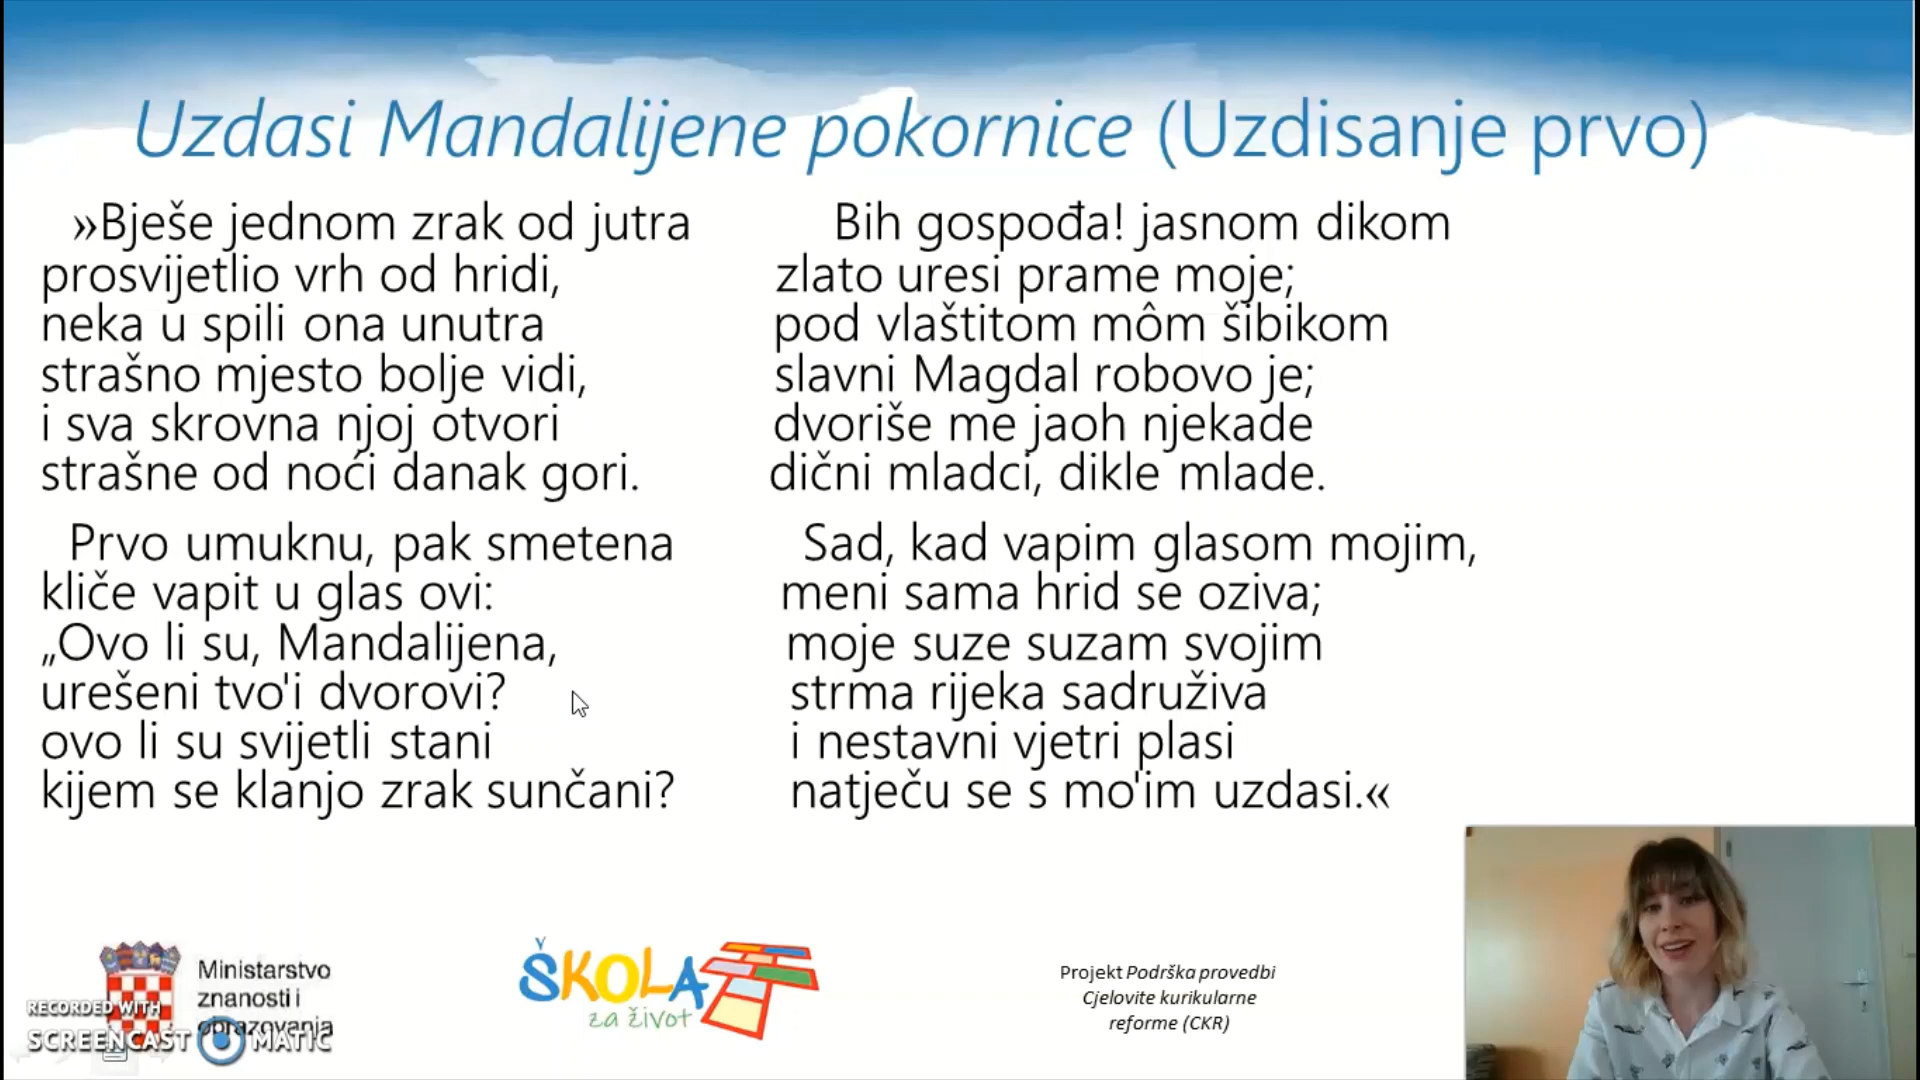 Uzdasi Mandalijene pokornice (Uzdisanje prvo)
»Bješe jednom zrak od jutra
prosvijetlio vrh od hridi,
neka u spili ona unutra
strašno mjesto bolje vidi,
i sva skrovna njoj otvori
strašne od noći danak gori.
Prvo umuknu, pak smetena
kliče vapit u glas ovi:
„Ovo li su, Mandalijena,
urešeni tvo'i dvorovi?
ovo li su svijetli stani
kijem se klanjo zrak sunčani?
Bih gospođa! jasnom dikom
zlato uresi prame moje;
pod vlaštitom môm šibikom
slavni Magdal robovo je;
dvoriše me jaoh njekade
dični mladci, dikle mlade.
Sad, kad vapim glasom mojim,
meni sama hrid se oziva;
moje suze suzam svojim
strma rijeka sadruživa
i nestavni vjetri plasi
natječu se s mo'im uzdasi.«
Ministarstvo
znanosti i
obrazovanja
RECORDED WITH
SCREENCAST MATIC
ŠKOLA
za život
Projekt Podrška provedbi
Cjelovite kurikularne
reforme (CKR)